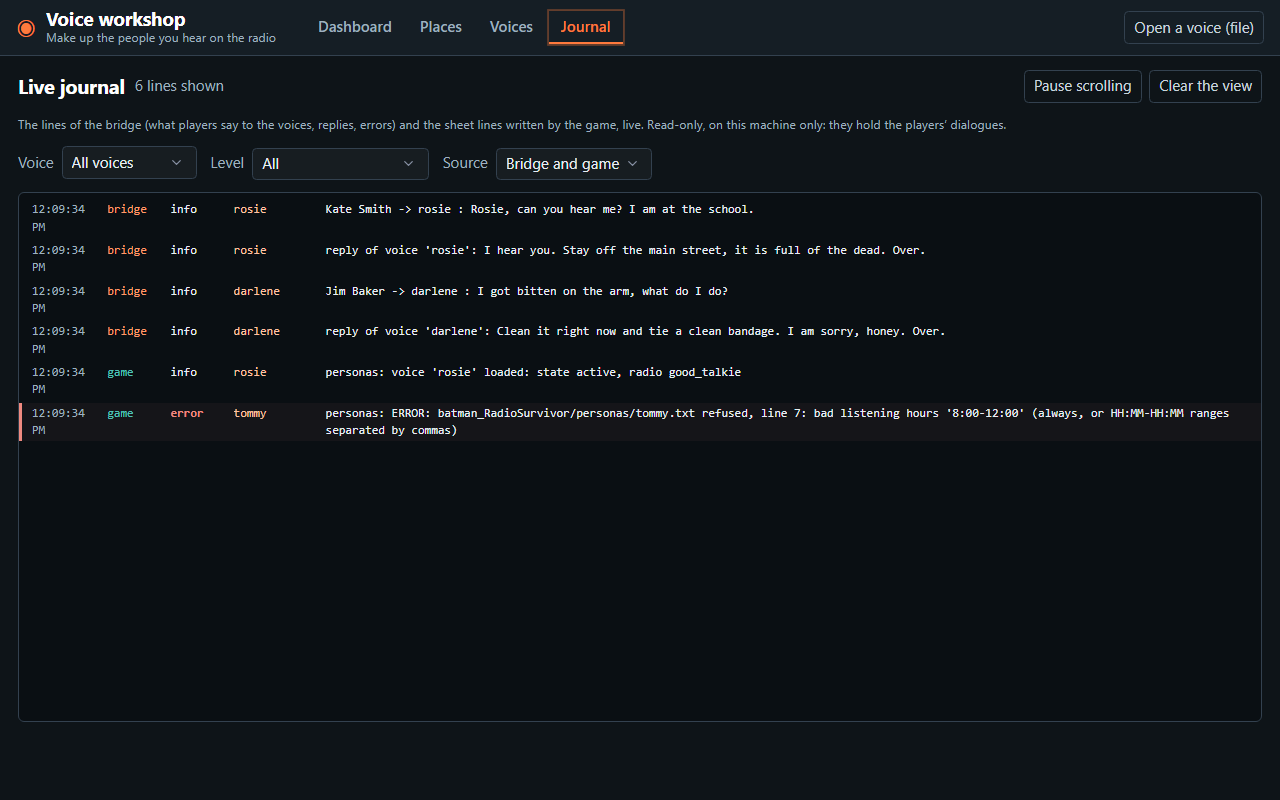 Voice workshop
Make up the people you hear on the radio
Dashboard
Places
Voices
Journal
Open a voice (file)
Live journal
6 lines shown
Pause scrolling
Clear the view
The lines of the bridge (what players say to the voices, replies, errors) and the sheet lines written by the game, live. Read-only, on this machine only: they hold the players’ dialogues.
Voice
All voices
Level
All
Source
Bridge and game
12:09:34 PM bridge info rosie Kate Smith -> rosie : Rosie, can you hear me? I am at the school.
12:09:34 PM bridge info rosie reply of voice 'rosie': I hear you. Stay off the main street, it is full of the dead. Over.
12:09:34 PM bridge info darlene Jim Baker -> darlene : I got bitten on the arm, what do I do?
12:09:34 PM bridge info darlene reply of voice 'darlene': Clean it right now and tie a clean bandage. I am sorry, honey. Over.
12:09:34 PM game info rosie personas: voice 'rosie' loaded: state active, radio good_talkie
12:09:34 PM game error tommy personas: ERROR: batman_RadioSurvivor/personas/tommy.txt refused, line 7: bad listening hours '8:00-12:00' (always, or HH:MM-HH:MM ranges
separated by commas)